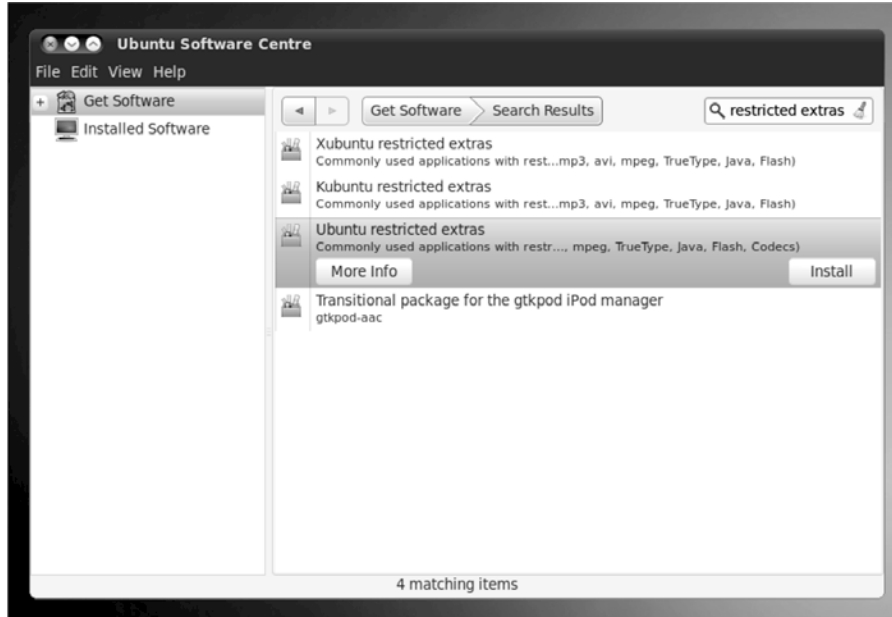 Ubuntu Software Centre
File Edit View Help
Get Software
Installed Software
Get Software Search Results
restricted extras
Xubuntu restricted extras
Commonly used applications with rest...mp3, avi, mpeg, TrueType, Java, Flash)
Kubuntu restricted extras
Commonly used applications with rest...mp3, avi, mpeg, TrueType, Java, Flash)
Ubuntu restricted extras
Commonly used applications with restr..., mpeg, TrueType, Java, Flash, Codecs)
More Info Install
Transitional package for the gtkpod iPod manager
gtkpod-aac
4 matching items